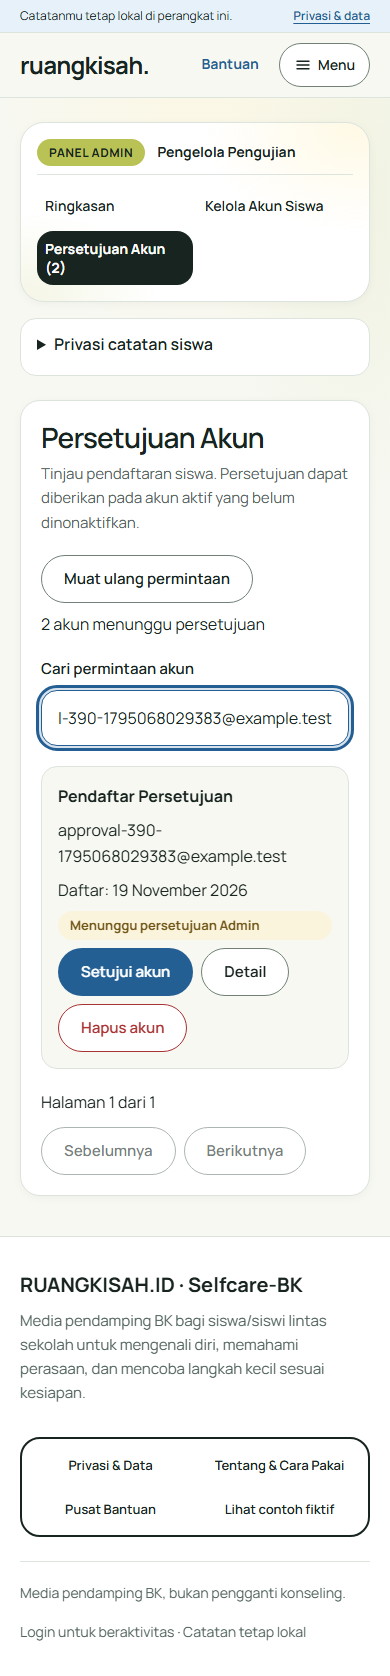 Catatanmu tetap lokal di perangkat ini. Privasi & data
ruangkisah. Bantuan Menu
PANEL ADMIN Pengelola Pengujian
Ringkasan Kelola Akun Siswa
Persetujuan Akun
(2)
Privasi catatan siswa
Persetujuan Akun
Tinjau pendaftaran siswa. Persetujuan dapat
diberikan pada akun aktif yang belum
dinonaktifkan.
Muat ulang permintaan
2 akun menunggu persetujuan
Cari permintaan akun
l-390-1795068029383@example.test
Pendaftar Persetujuan
approval-390-
1795068029383@example.test
Daftar: 19 November 2026
Menunggu persetujuan Admin
Setujui akun Detail
Hapus akun
Halaman 1 dari 1
Sebelumnya Berikutnya
RUANGKISAH.ID · Selfcare-BK
Media pendamping BK bagi siswa/siswi lintas
sekolah untuk mengenali diri, memahami
perasaan, dan mencoba langkah kecil sesuai
kesiapan.
Privasi & Data Tentang & Cara Pakai
Pusat Bantuan Lihat contoh fiktif
Media pendamping BK, bukan pengganti konseling.
Login untuk beraktivitas · Catatan tetap lokal